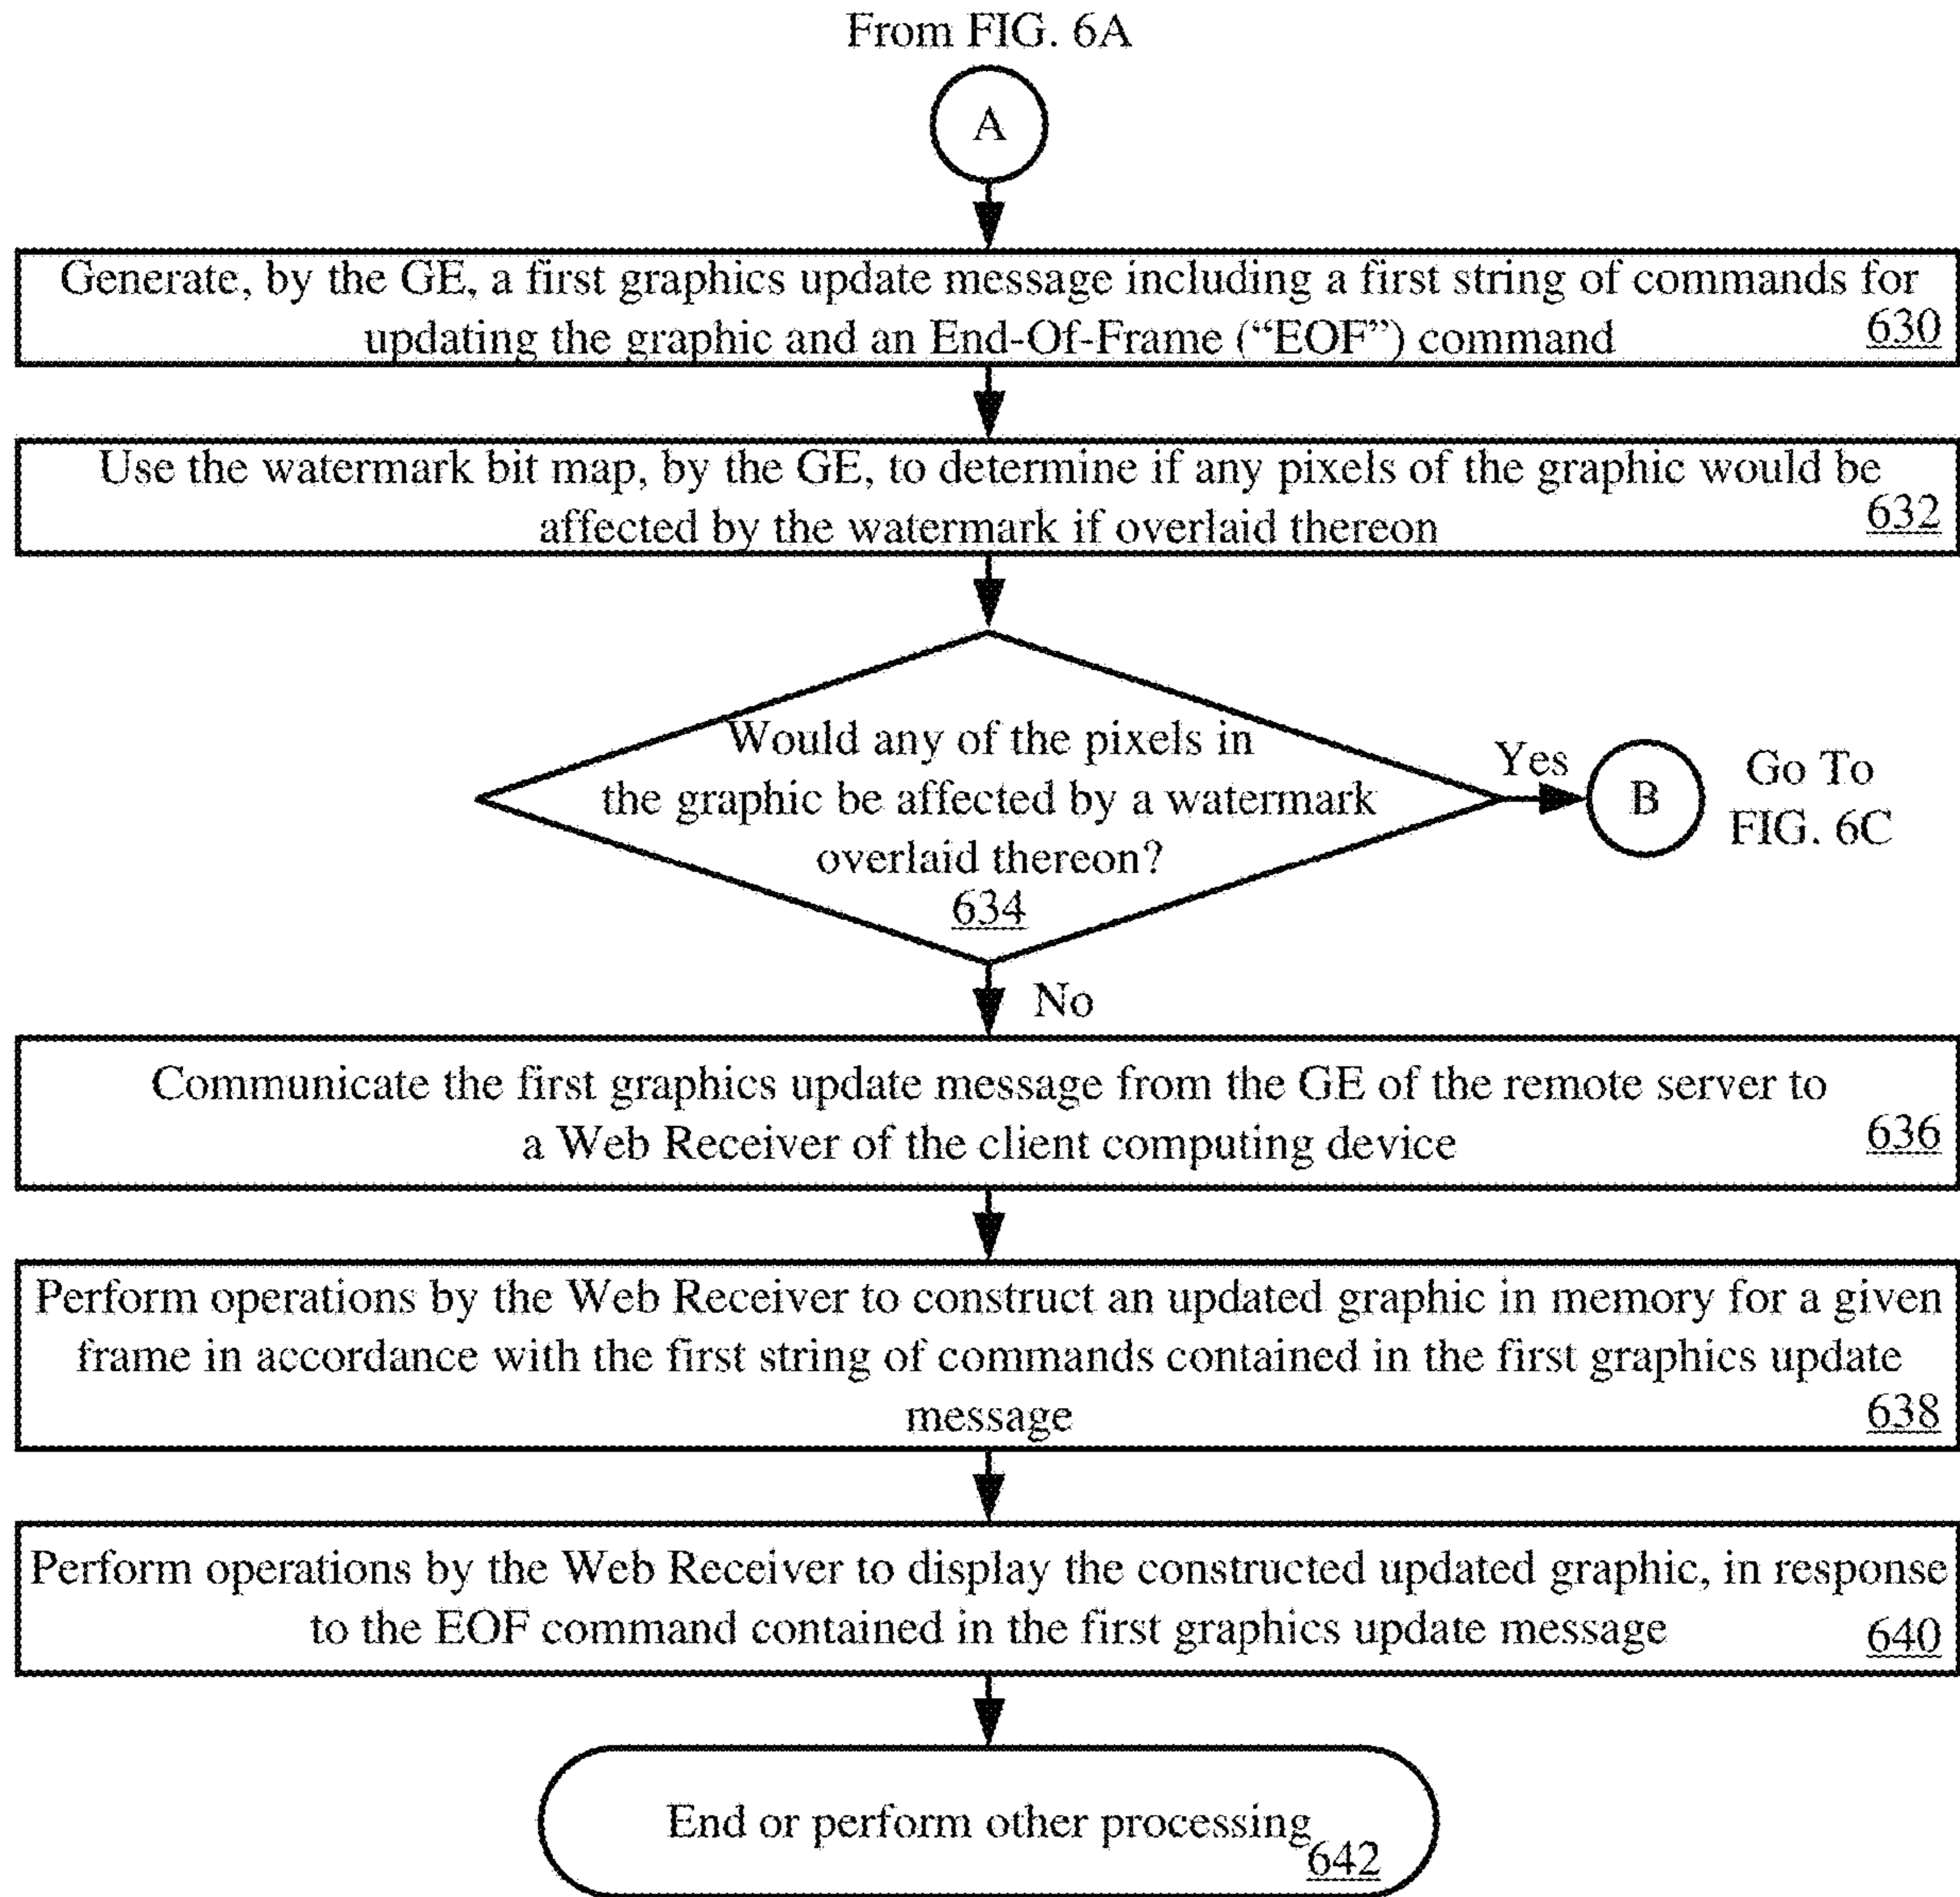 From FIG. 6A
A
Generate, by the GE, a first graphics update message including a first string of commands for
updating the graphic and an End-Of-Frame (“EOF”) command
630
Use the watermark bit map, by the GE, to determine if any pixels of the graphic would be
affected by the watermark if overlaid thereon
632
Would any of the pixels in
the graphic be affected by a watermark
overlaid thereon?
634
Yes
B
Go To
FIG. 6C
No
Communicate the first graphics update message from the GE of the remote server to
a Web Receiver of the client computing device
636
Perform operations by the Web Receiver to construct an updated graphic in memory for a given
frame in accordance with the first string of commands contained in the first graphics update
message
638
Perform operations by the Web Receiver to display the constructed updated graphic, in response
to the EOF command contained in the first graphics update message
640
End or perform other processing
642